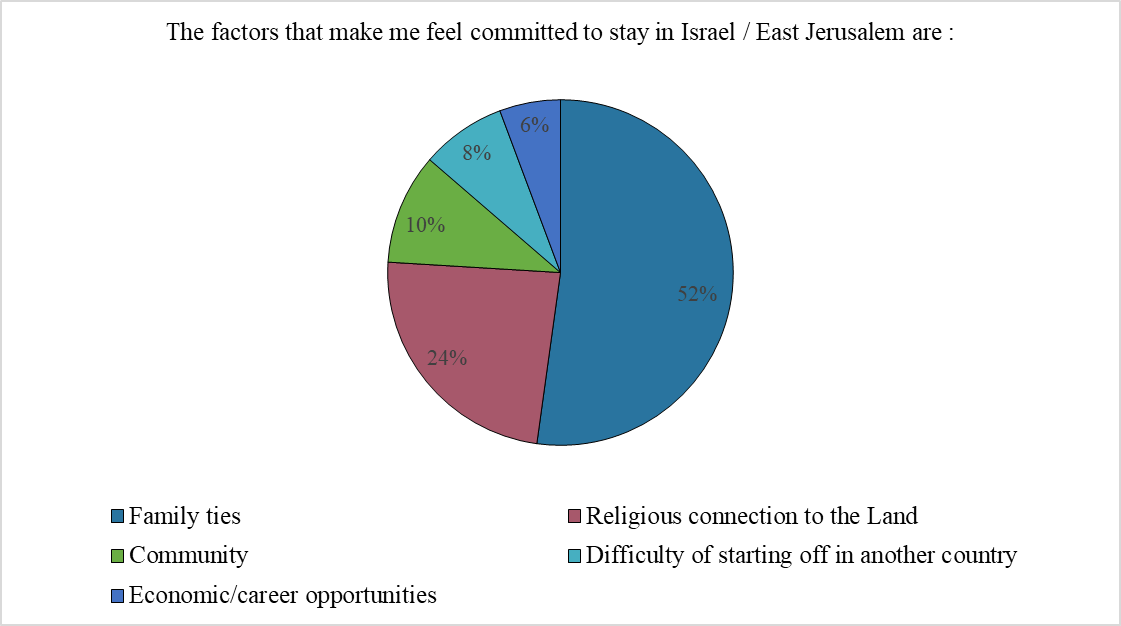 The factors that make me feel committed to stay in Israel / East Jerusalem are :
6%
8%
10%
52%
24%
Family ties
Religious connection to the Land
Community
Difficulty of starting off in another country
Economic/career opportunities